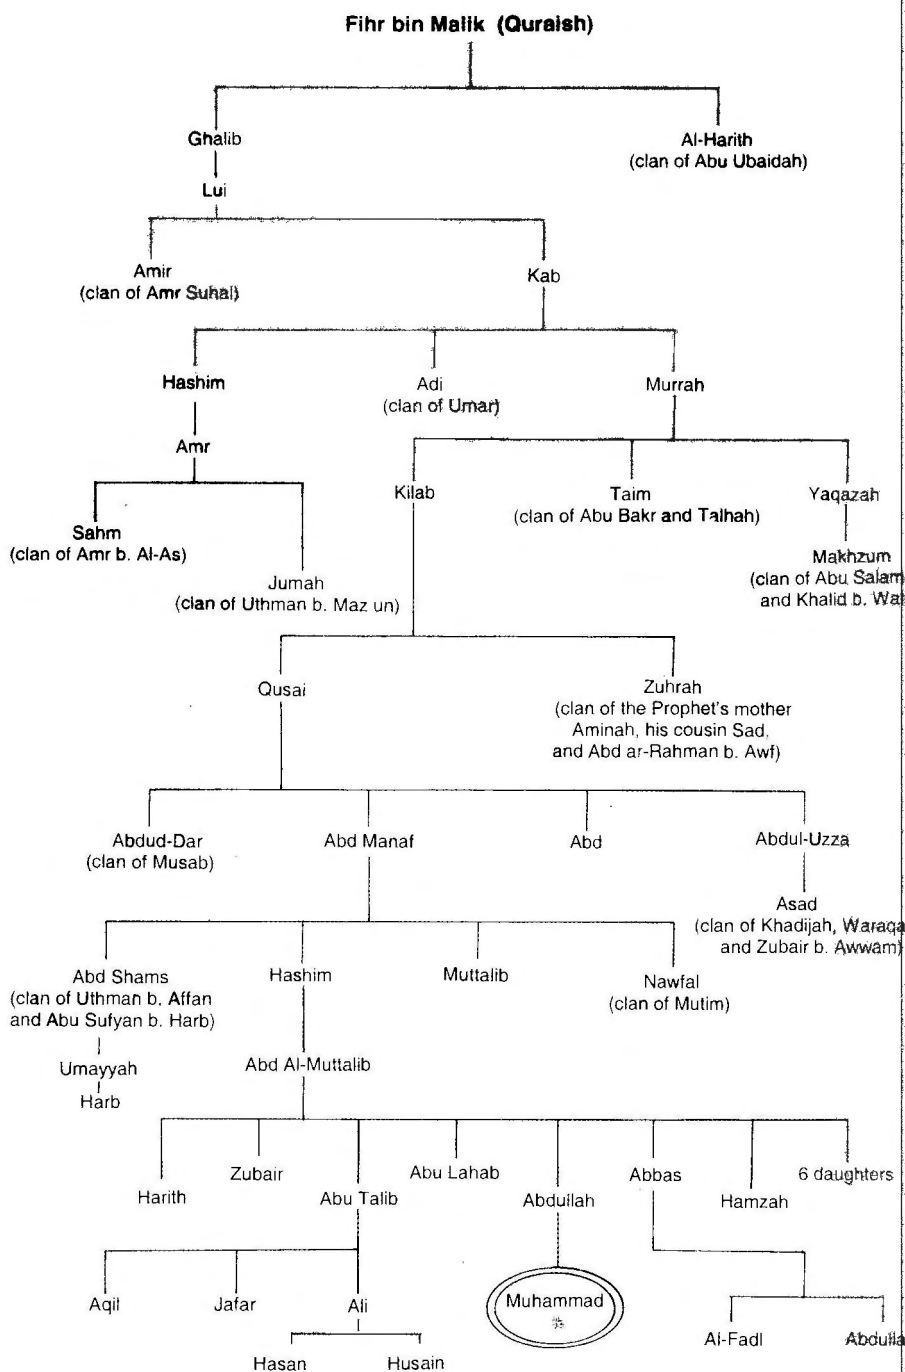 Fihr bin Malik (Quraish)
Ghalib
Al-Harith
(clan of Abu Ubaidah)
Lui
Amir
(clan of Amr Suhal)
Kab
Hashim
Adi
(clan of Umar)
Murrah
Amr
Kilab
Taim
(clan of Abu Bakr and Talhah)
Yaqazah
Sahm
(clan of Amr b. Al-As)
Makhzum
(clan of Abu Salam
and Khalid b. Wal
Jumah
(clan of Uthman b. Maz un)
Qusai
Zuhrah
(clan of the Prophet's mother
Aminah, his cousin Sad,
and Abd ar-Rahman b. Awf)
Abdud-Dar
(clan of Musab)
Abd Manaf
Abd
Abdul-Uzza
Asad
(clan of Khadijah, Waraqa
and Zubair b. Awwam)
Abd Shams
(clan of Uthman b. Affan
and Abu Sufyan b. Harb)
Hashim
Muttalib
Nawfal
(clan of Mutim)
Umayyah
Abd Al-Muttalib
Harb
Harith
Zubair
Abu Talib
Abu Lahab
Abdullah
Abbas
Hamzah
6 daughters
Aqil
Jafar
Ali
Muhammad
Al-Fadl
Abdulla
Hasan
Husain